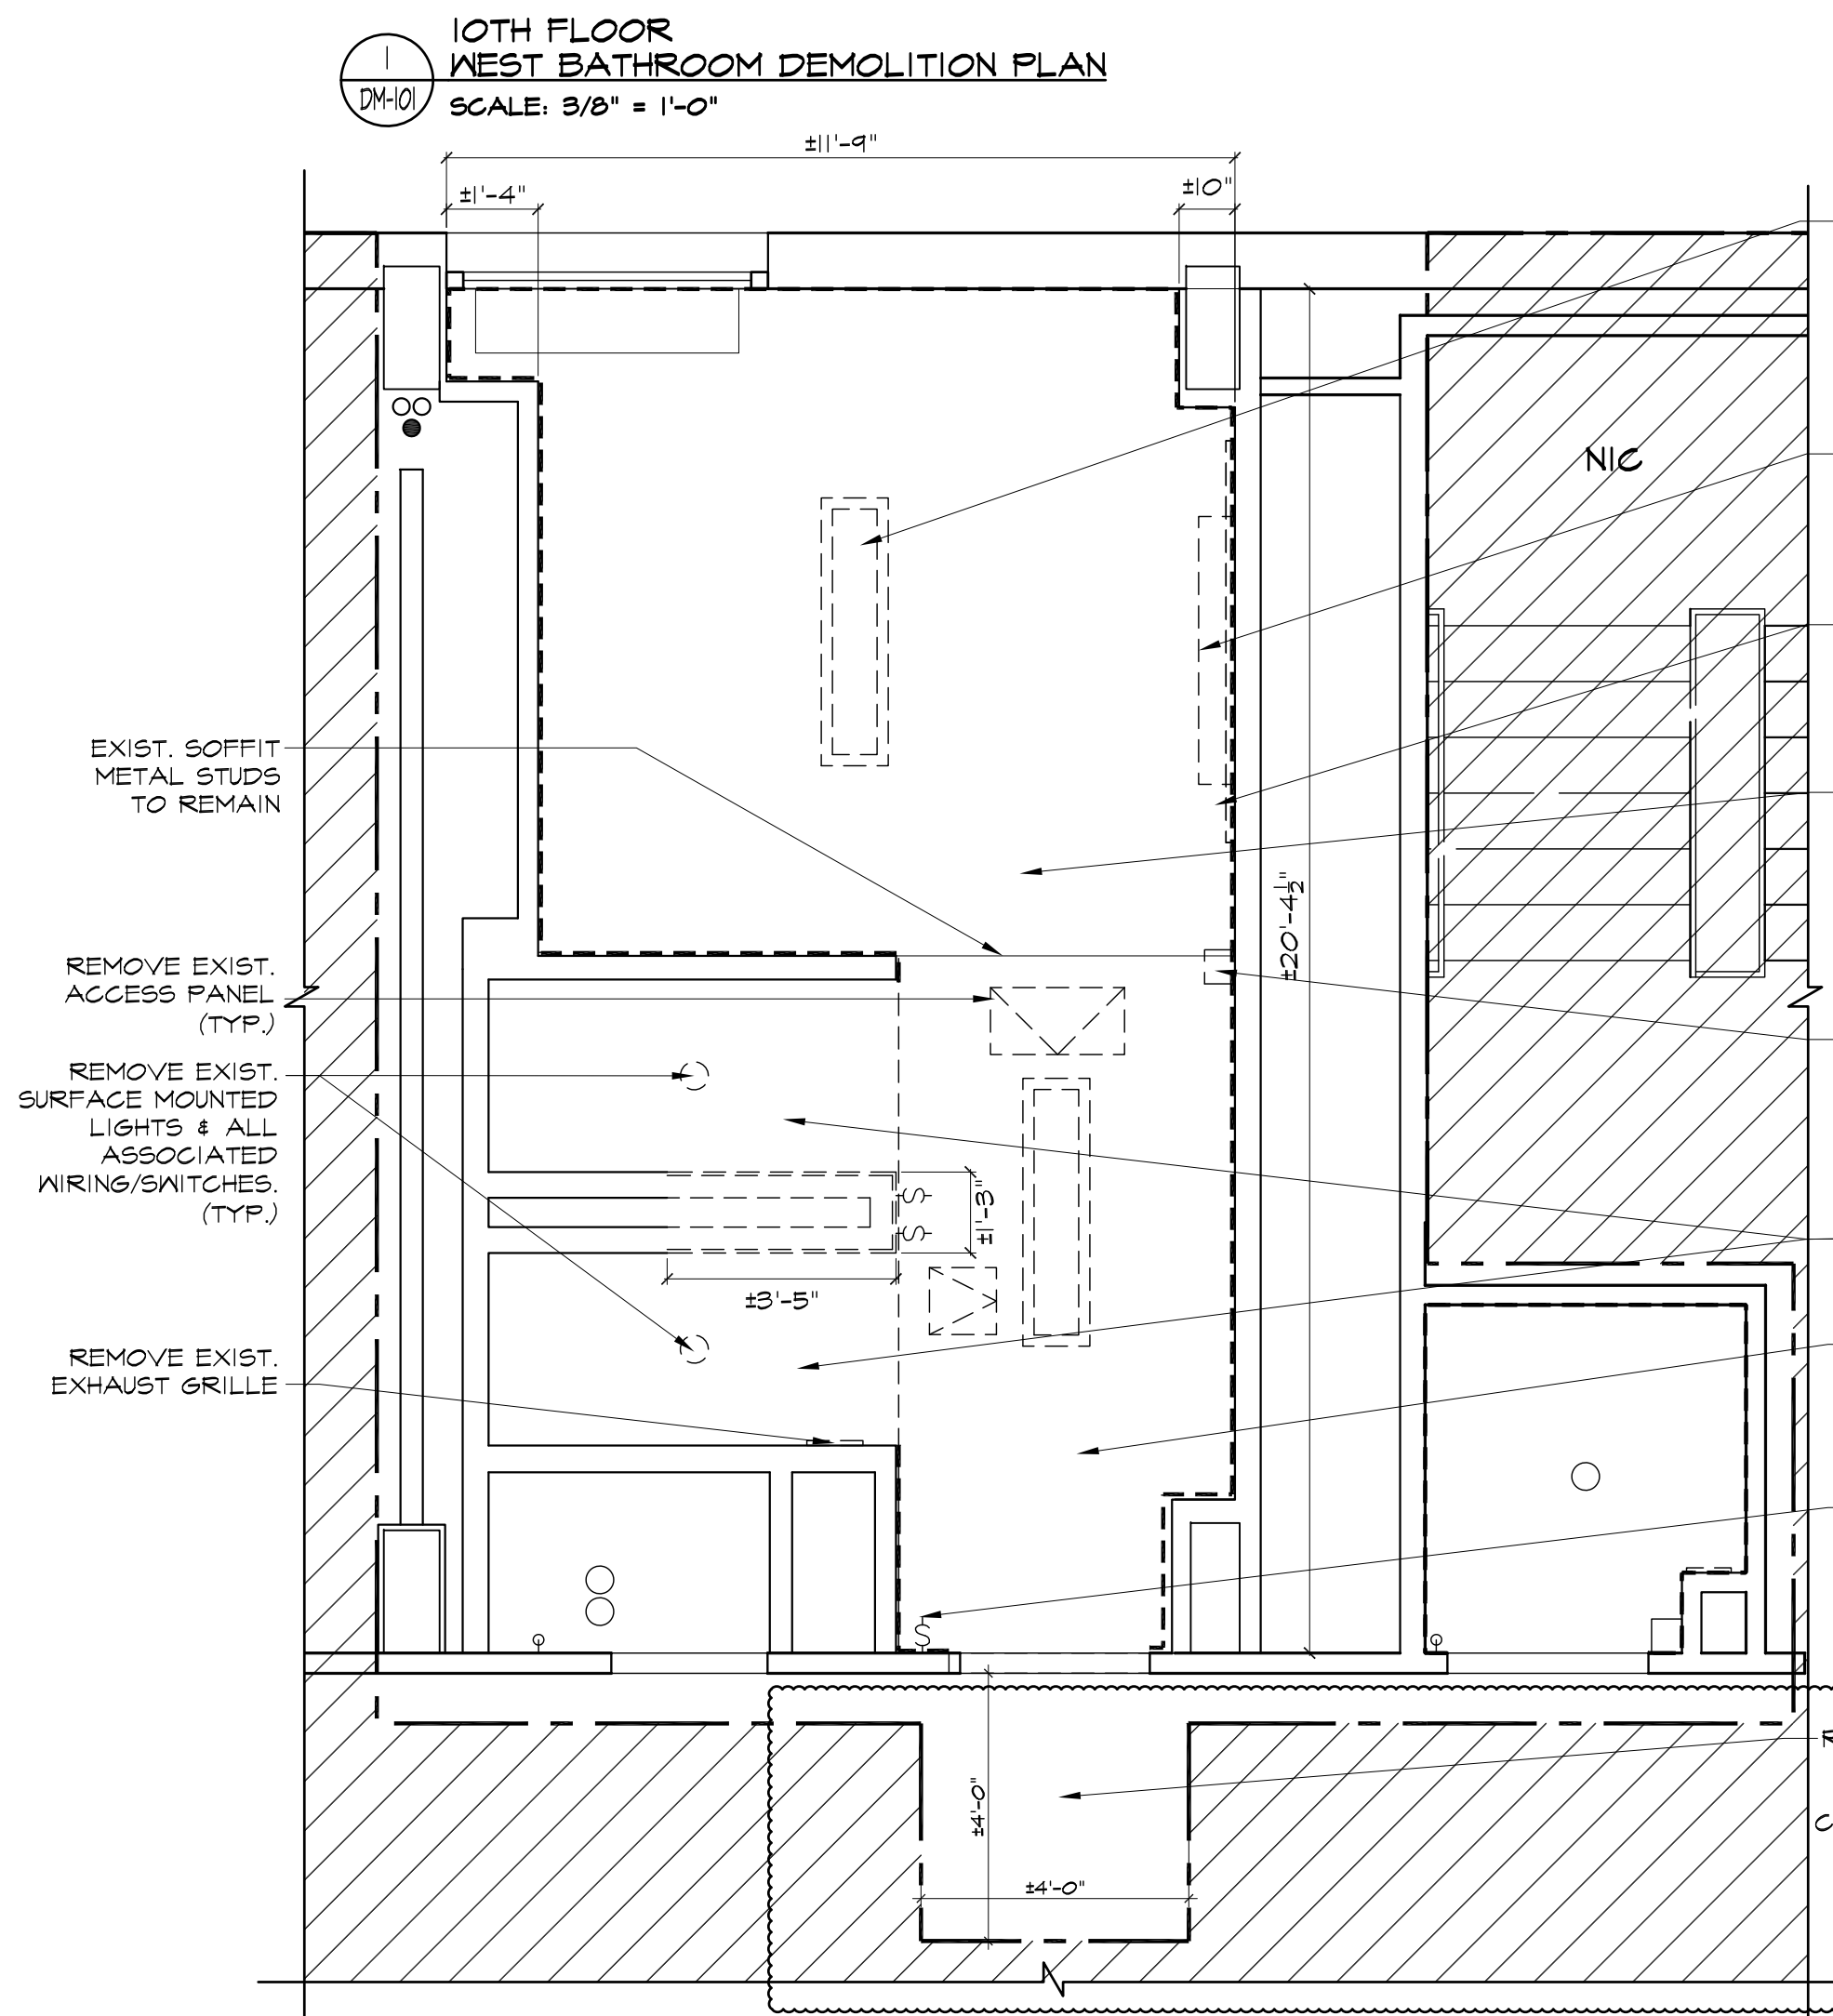 1
DM-101
10TH FLOOR
WEST BATHROOM DEMOLITION PLAN
SCALE: 3/8" = 1'-0"
±11'-9"
±1'-4"
±10"
NIC
EXIST. SOFFIT
METAL STUDS
TO REMAIN
±20'-4 1/2"
REMOVE EXIST.
ACCESS PANEL
(TYP.)
REMOVE EXIST.
SURFACE MOUNTED
LIGHTS & ALL
ASSOCIATED
WIRING/SWITCHES.
(TYP.)
S
S
±1'-3"
±3'-5"
REMOVE EXIST.
EXHAUST GRILLE
S
±4'-0"
±4'-0"